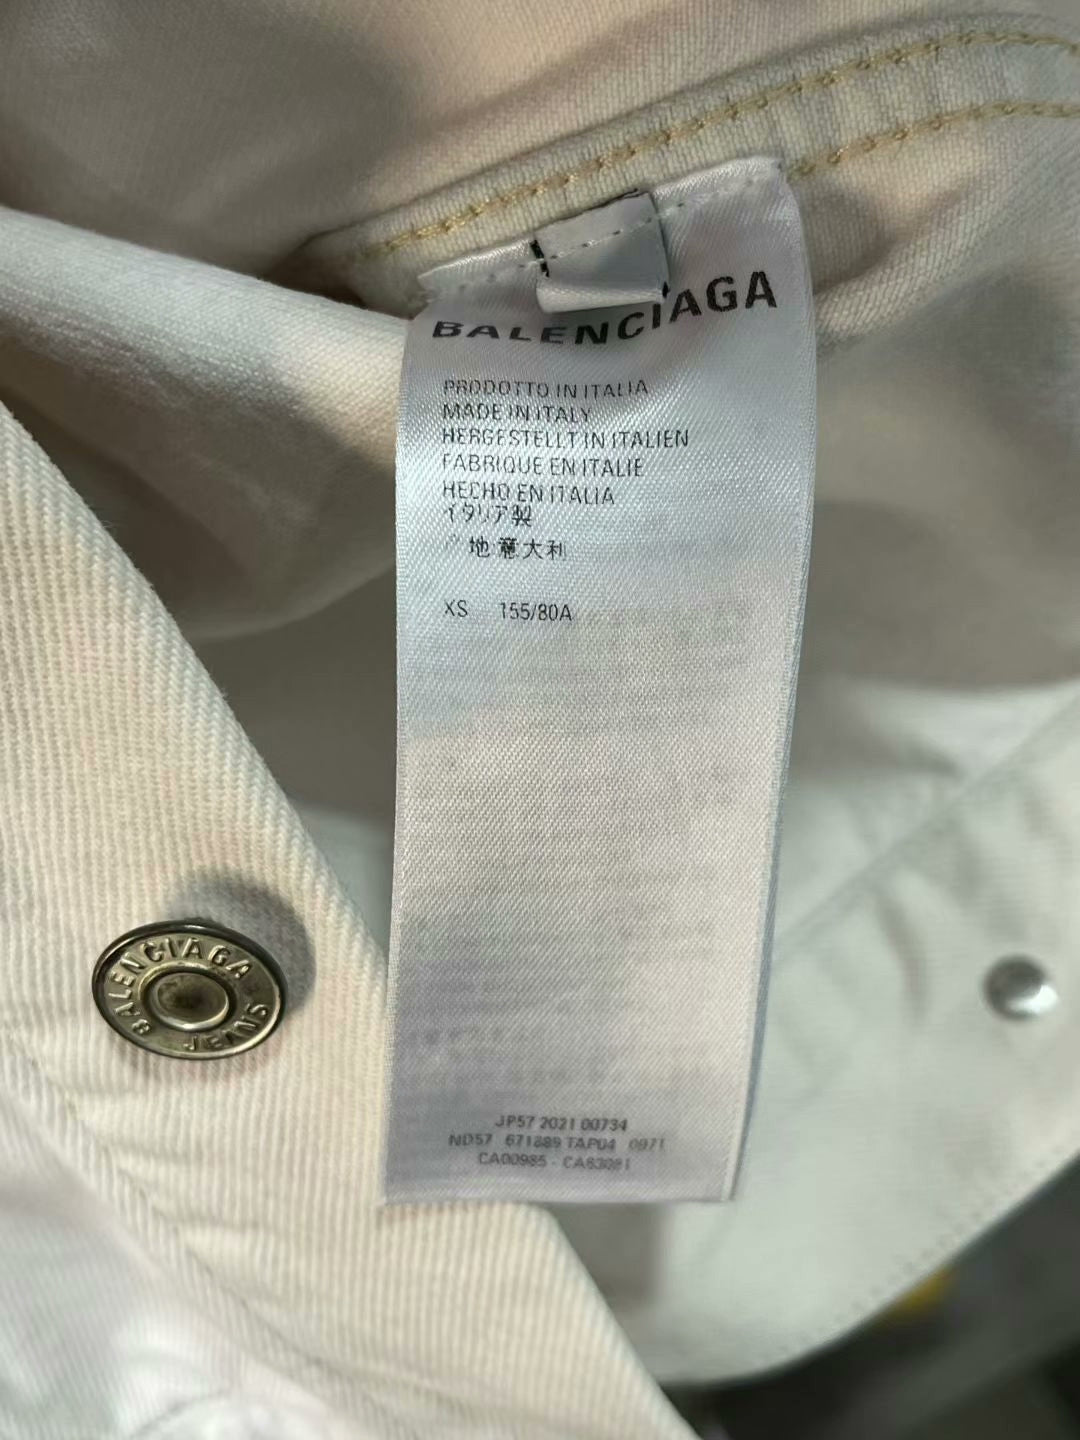 BALENCIAGA
PRODOTTO IN ITALIA
MADE IN ITALY
HERGESTELLT IN ITALIEN
FABRIQUE EN ITALIE
HECHO EN ITALIA
イタリア製
地 意大利
XS 155/80A
JP57 2021 00734
ND57 671889 TAP04 0971
CA00985 - CA63081
BALENCIAGA
JEANS